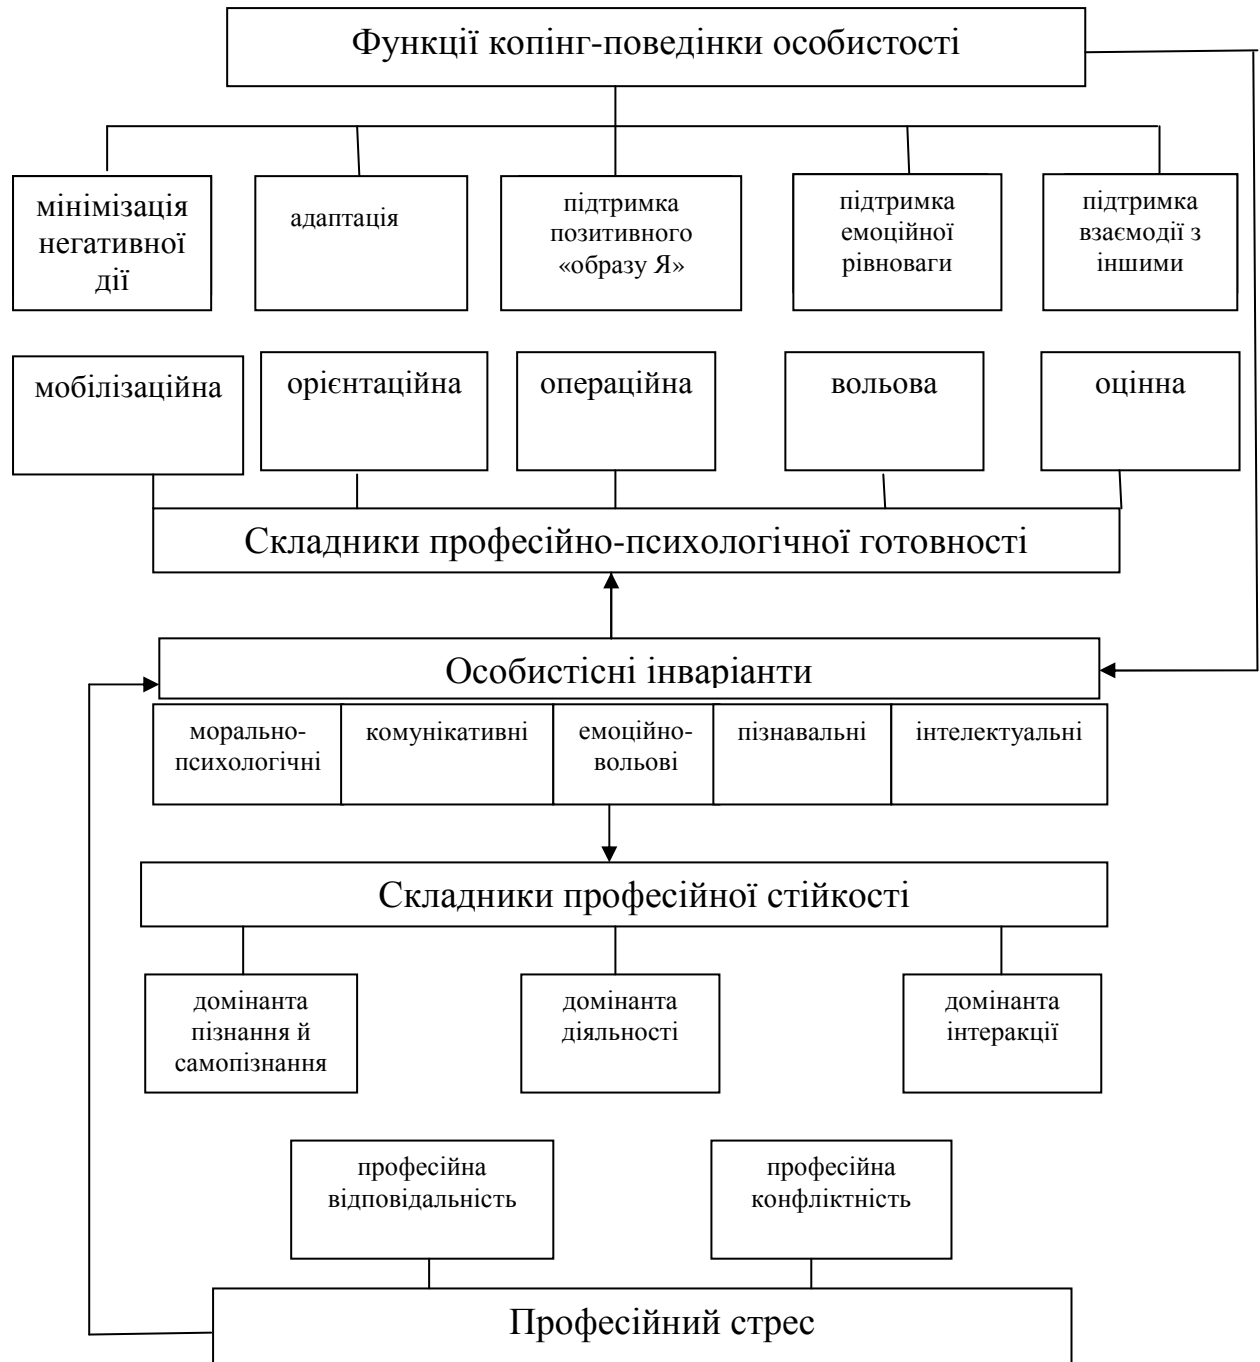 Функції копінг-поведінки особистості
мінімізація
негативної
дії
адаптація
підтримка
позитивного
«образу Я»
підтримка
емоційної
рівноваги
підтримка
взаємодії з
іншими
мобілізаційна
орієнтаційна
операційна
вольова
оцінна
Складники професійно-психологічної готовності
Особистісні інваріанти
морально-
психологічні
комунікативні
емоційно-
вольові
пізнавальні
інтелектуальні
Складники професійної стійкості
домінанта
пізнання й
самопізнання
домінанта
діяльності
домінанта
інтеракції
професійна
відповідальність
професійна
конфліктність
Професійний стрес